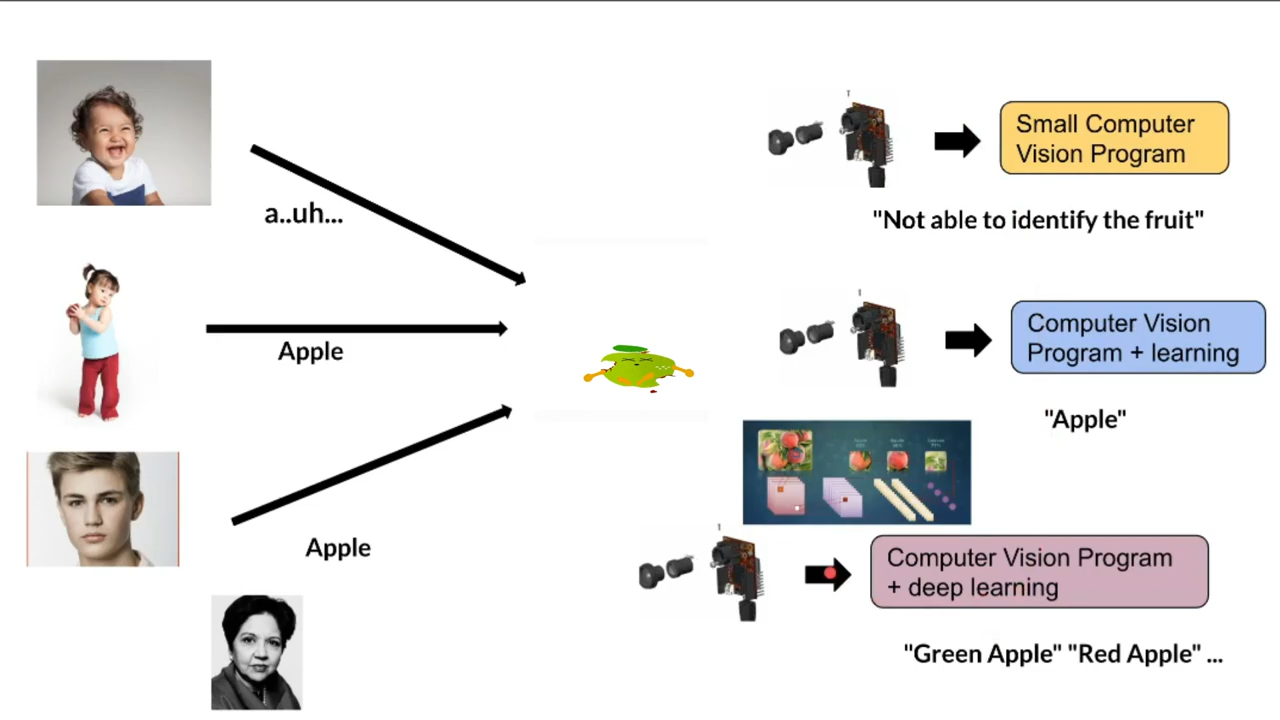 a..uh...
Apple
Apple
Small Computer
Vision Program
"Not able to identify the fruit"
Computer Vision
Program + learning
"Apple"
Computer Vision Program
+ deep learning
"Green Apple" "Red Apple" ...